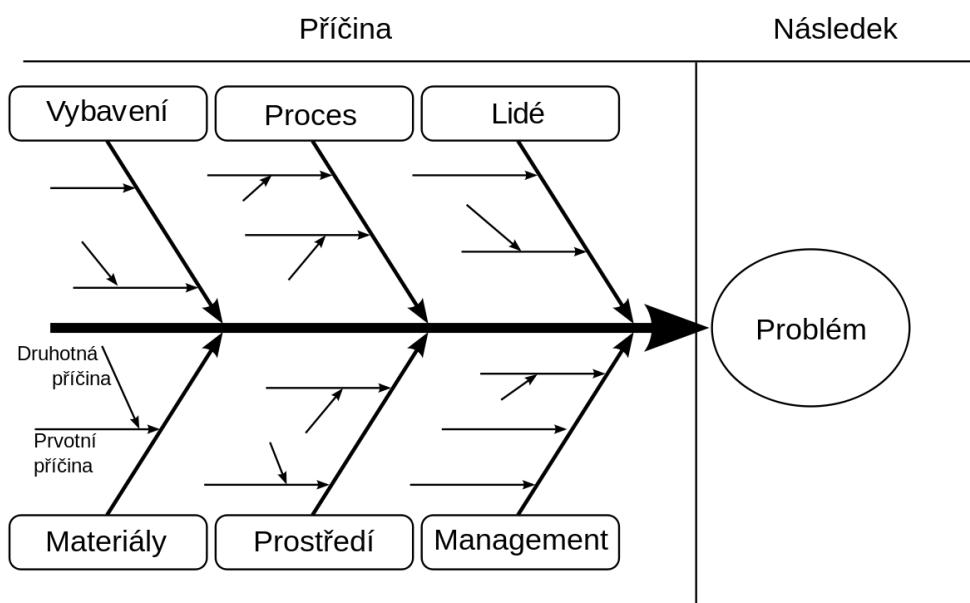 Příčina
Následek
Vybavení
Proces
Lidé
Problém
Druhotná
příčina
Prvotní
příčina
Materiály
Prostředí
Management